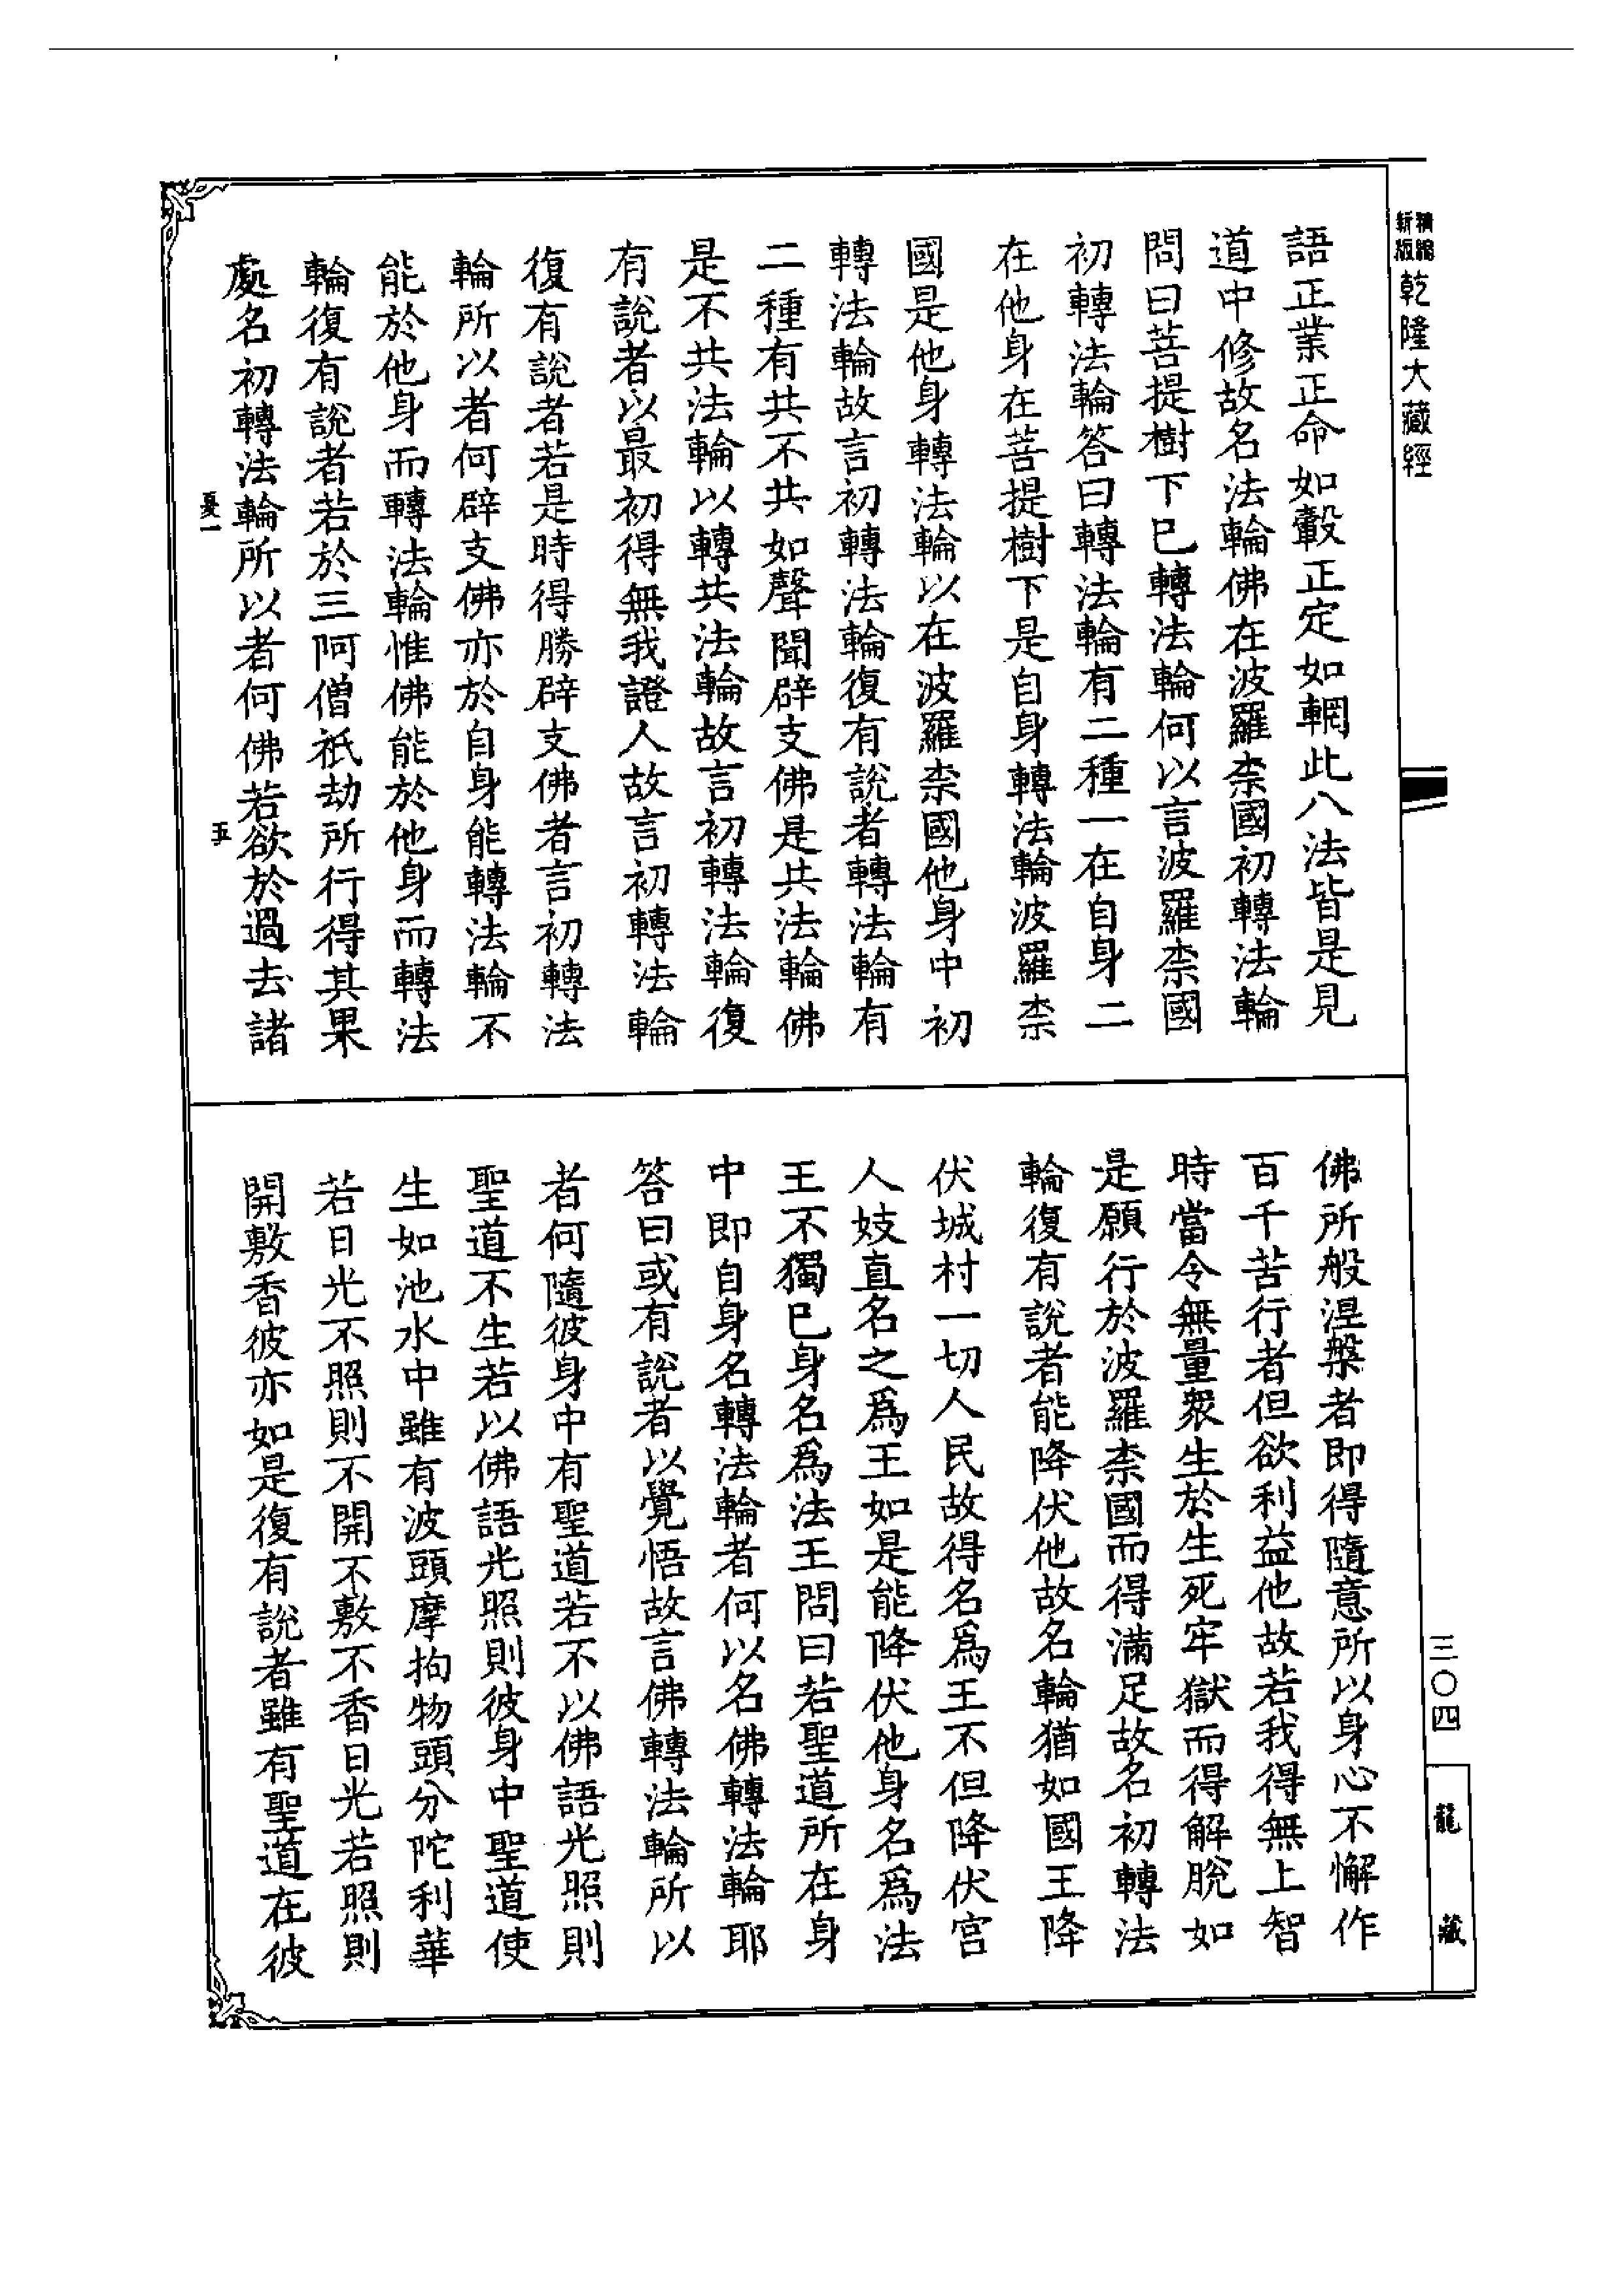 精縮
新版
乾隆大藏經
語正業正命如轂正定如輞此八法皆是見
道中修故名法輪佛在波羅柰國初轉法輪
問曰菩提樹下已轉法輪何以言波羅柰國
初轉法輪答曰轉法輪有二種一在自身二
在他身在菩提樹下是自身轉法輪波羅柰
國是他身轉法輪以在波羅柰國他身中初
轉法輪故言初轉法輪復有說者轉法輪有
二種有共不共如聲聞辟支佛是共法輪佛
是不共法輪以轉共法輪故言初轉法輪復
有說者以最初得無我證人故言初轉法輪
復有說者若是時得勝辟支佛者言初轉法
輪所以者何辟支佛亦於自身能轉法輪不
能於他身而轉法輪惟佛能於他身而轉法
輪復有說者若於三阿僧祇劫所行得其果
處名初轉法輪所以者何佛若欲於過去諸
憂一
五
佛所般涅槃者即得隨意所以身心不懈作
百千苦行者但欲利益他故若我得無上智
時當令無量眾生於生死牢獄而得解脫如
是願行於波羅柰國而得滿足故名初轉法
輪復有說者能降伏他故名輪猶如國王降
伏城村一切人民故得名為王不但降伏宮
人妓直名之為王如是能降伏他身名為法
王不獨已身名為法王問曰若聖道所在身
中即自身名轉法輪者何以名佛轉法輪耶
答曰或有說者以覺悟故言佛轉法輪所以
者何隨彼身中有聖道若不以佛語光照則
聖道不生若以佛語光照則彼身中聖道使
生如池水中雖有波頭摩拘物頭分陀利華
若日光不照則不開不敷不香日光若照則
開敷香彼亦如是復有說者雖有聖道在彼
三〇四
龍藏